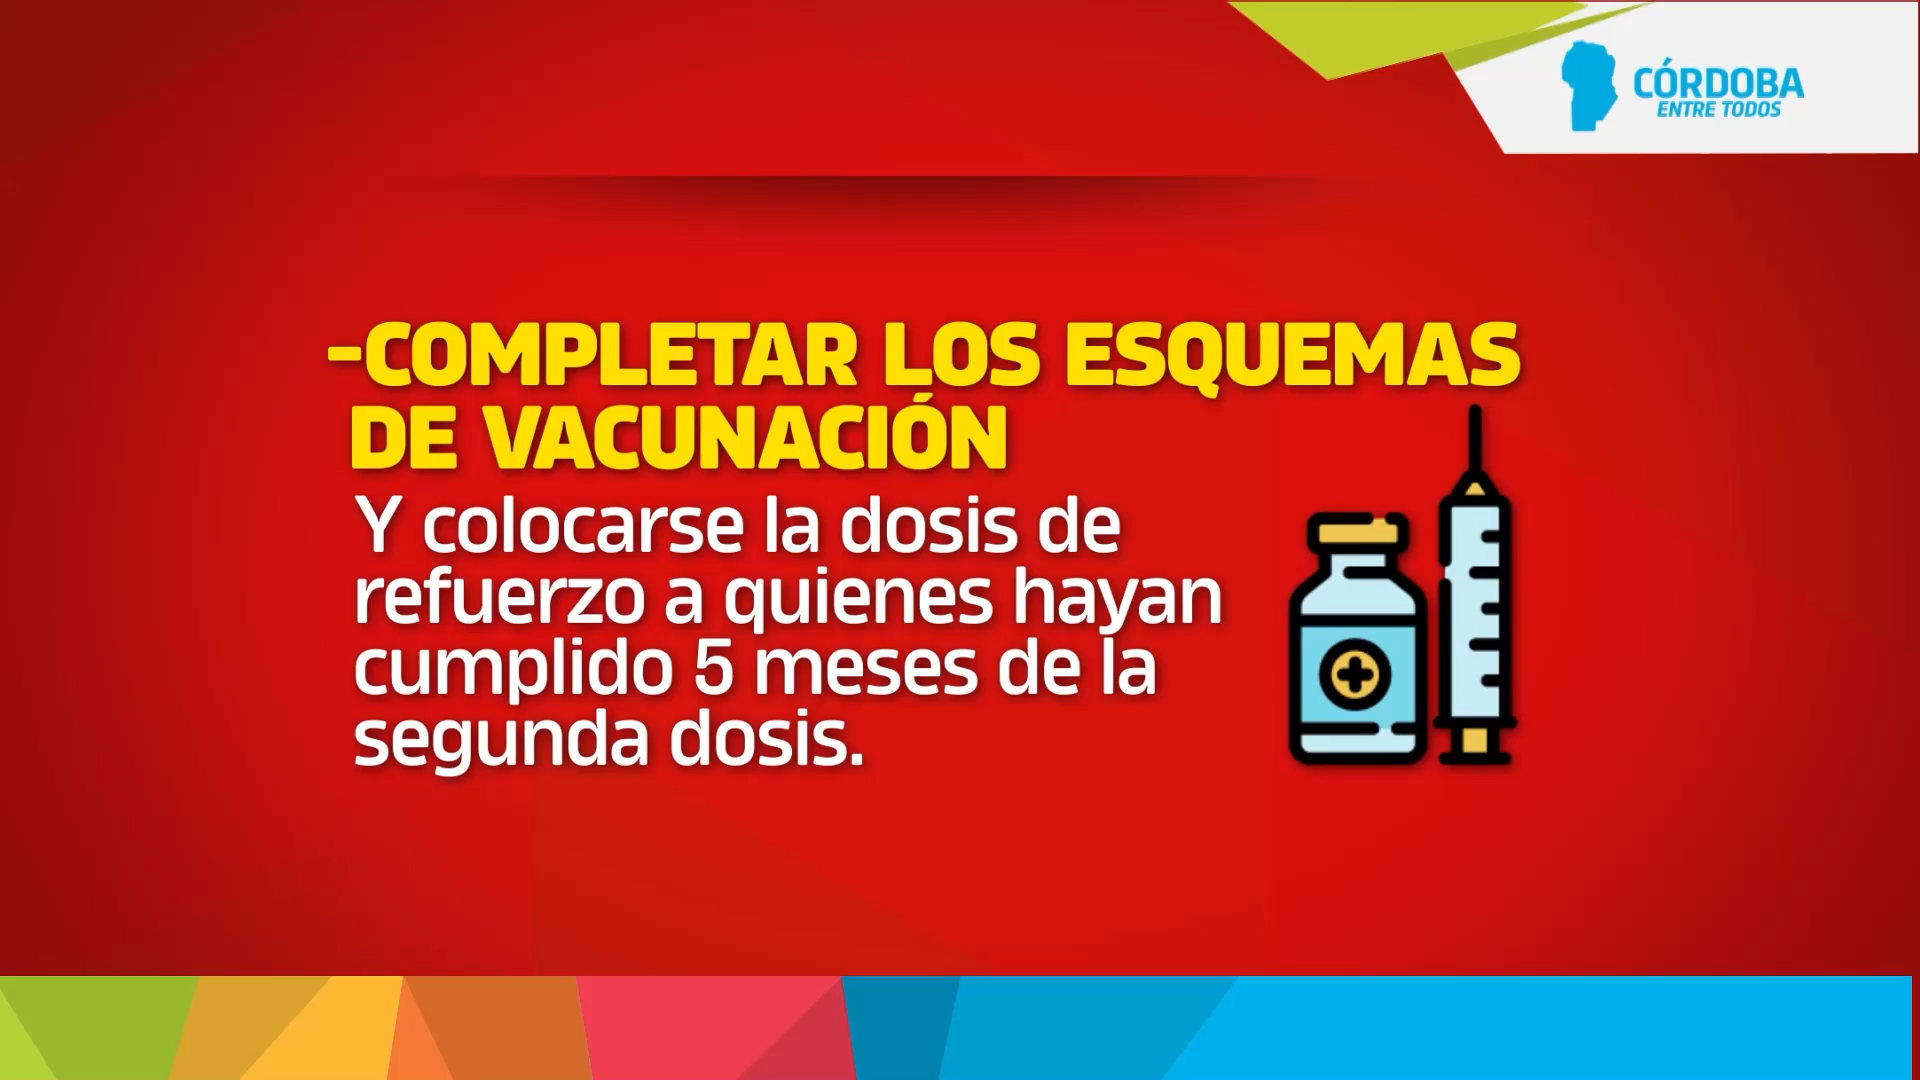 CÓRDOBA
ENTRE TODOS
-COMPLETAR LOS ESQUEMAS
DE VACUNACIÓN
Y colocarse la dosis de
refuerzo a quienes hayan
cumplido 5 meses de la
segunda dosis.